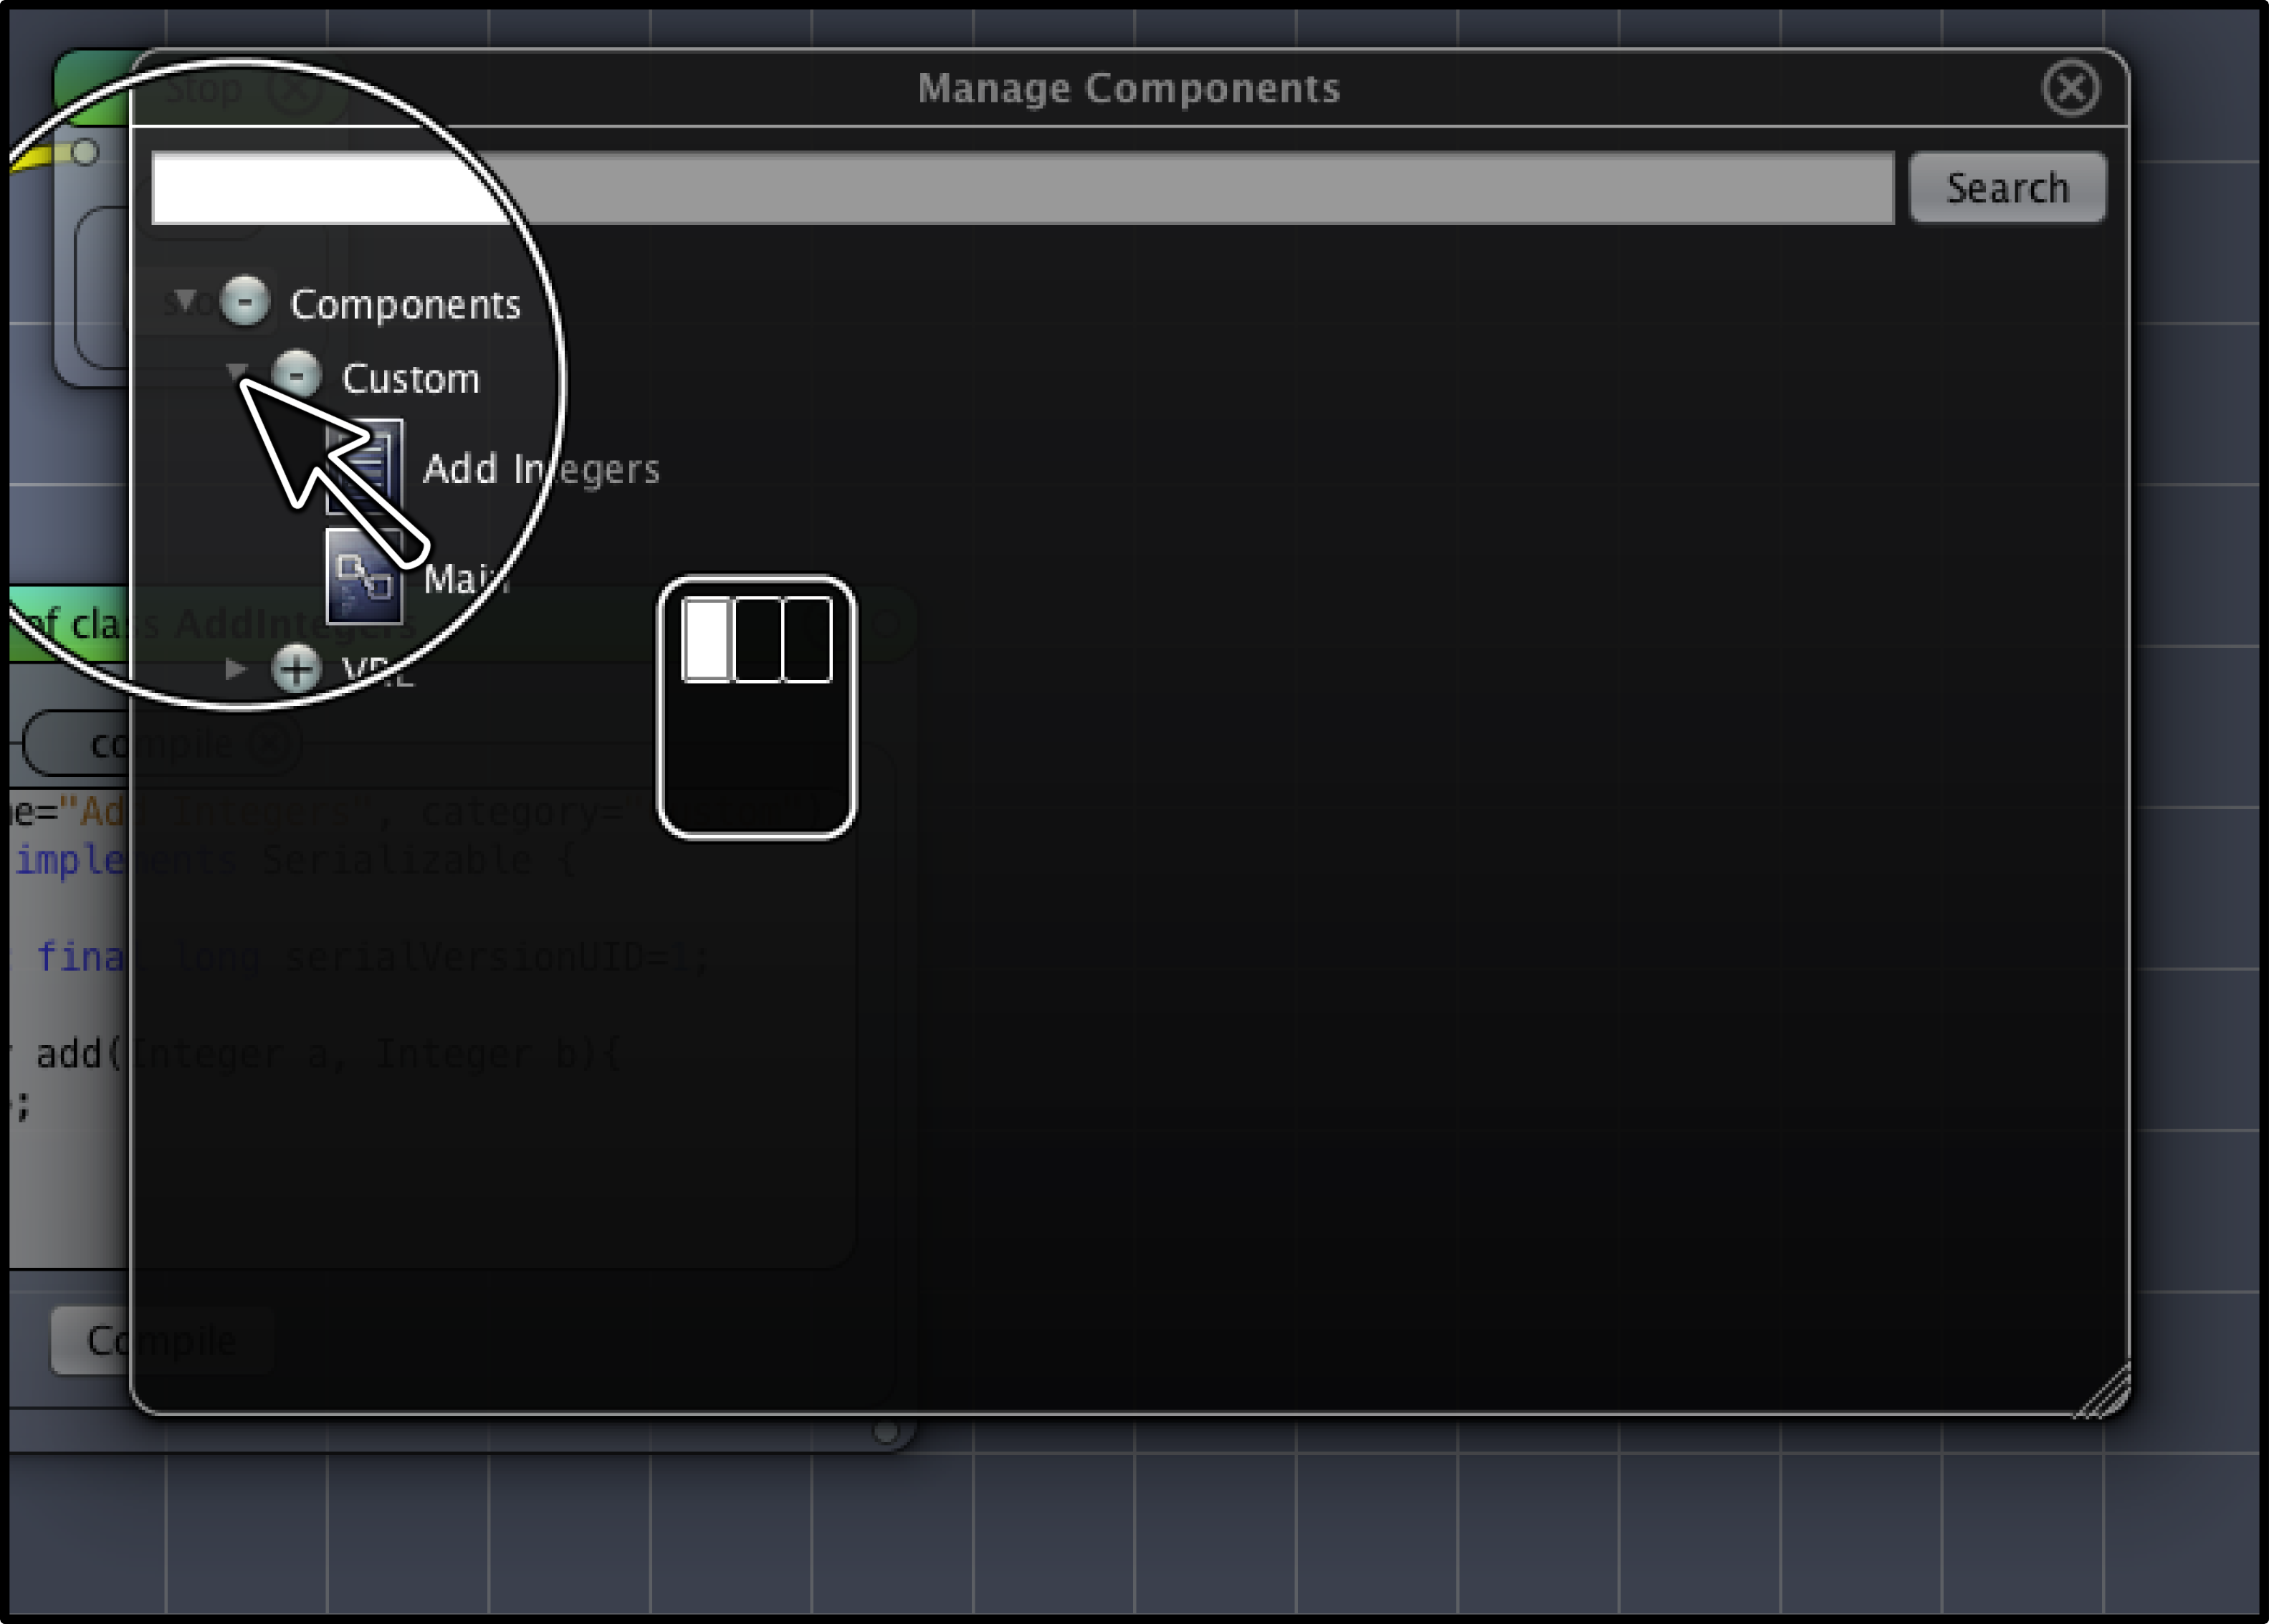 Stop
Manage Components
Search
stop
Components
Custom
Add Integers
Main
of class AddIntegers
VRL
compile
e="Add Integers", category="
implements Serializable {
final long serialVersionUID=1;
add(Integer a, Integer b){
;
Compile